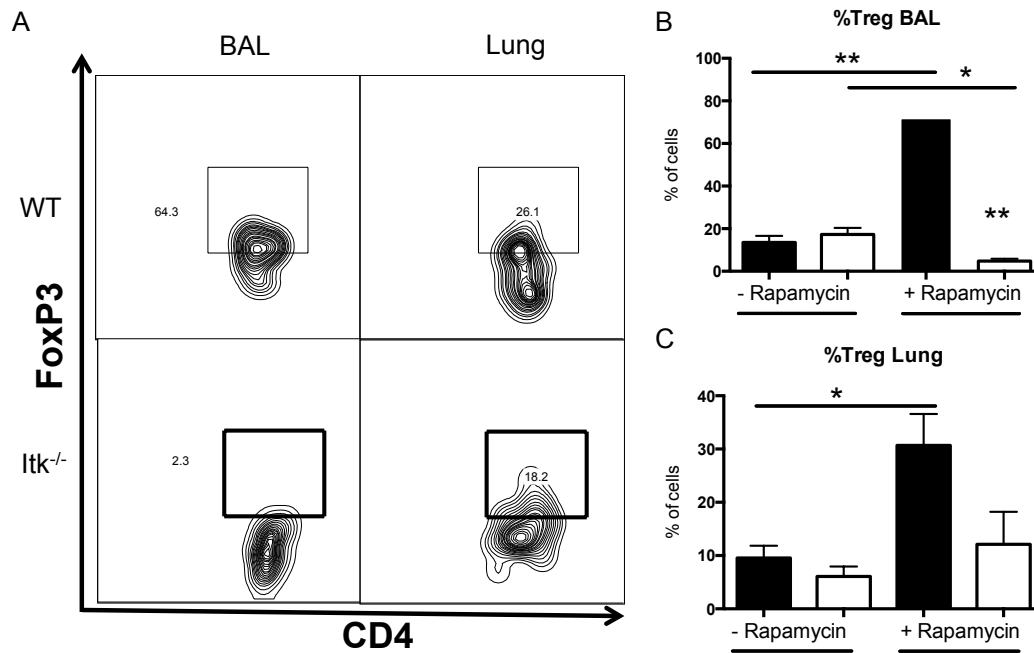 A
BAL
Lung
WT
64.3
26.1
Itk-/-
2.3
18.2
FoxP3
CD4
B
%Treg BAL
% of cells
100
80
60
40
20
0
**
*
**
- Rapamycin
+ Rapamycin
C
%Treg Lung
% of cells
40
30
20
10
0
*
- Rapamycin
+ Rapamycin